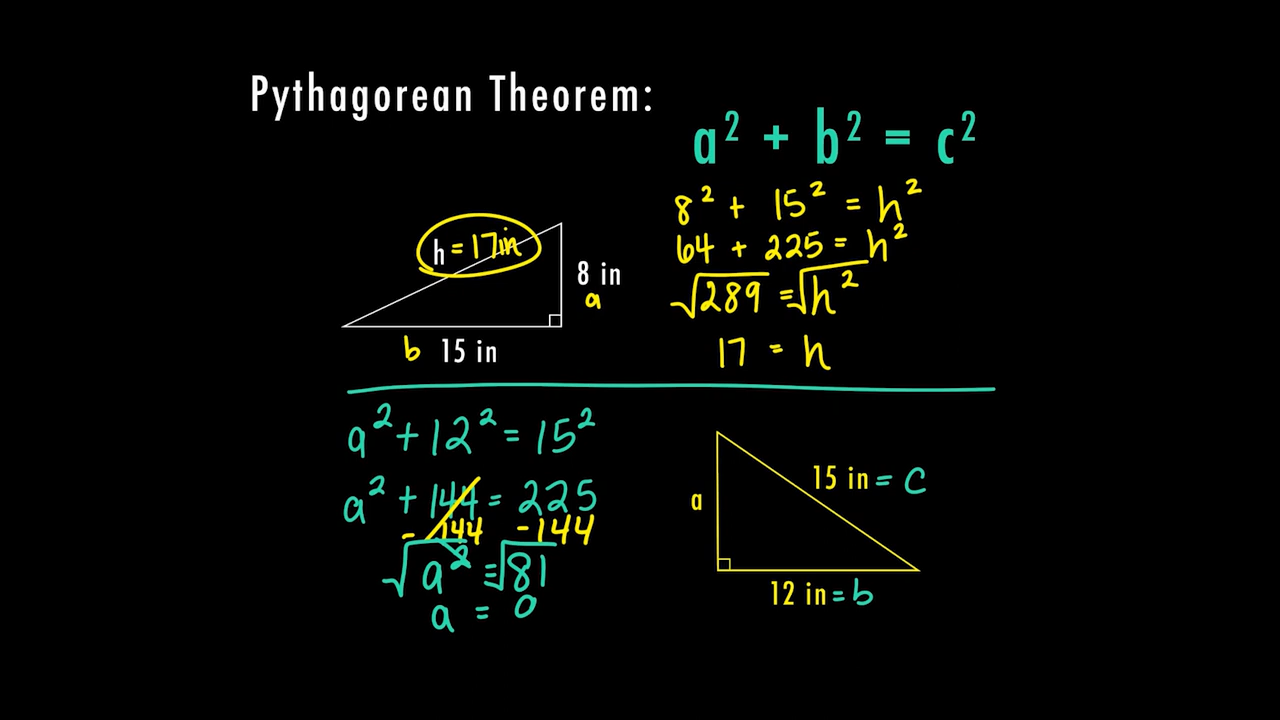 Pythagorean Theorem:
a² + b² = c²
8² + 15² = h²
64 + 225 = h²
√289 = √h²
17 = h
h = 17in
8 in
a
b 15 in
a² + 12² = 15²
a² + 144 = 225
- 144 - 144
√a² = √81
a = 0
15 in = c
a
12 in = b